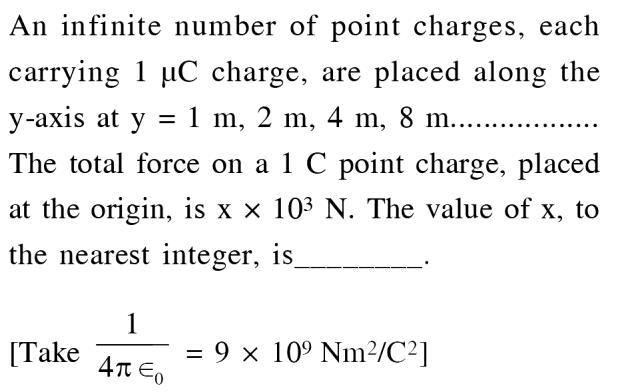 An infinite number of point charges, each
carrying 1 μC charge, are placed along the
y-axis at y = 1 m, 2 m, 4 m, 8 m..................
The total force on a 1 C point charge, placed
at the origin, is x × 10³ N. The value of x, to
the nearest integer, is________.
[Take 1/4π∈₀ = 9 × 10⁹ Nm²/C²]